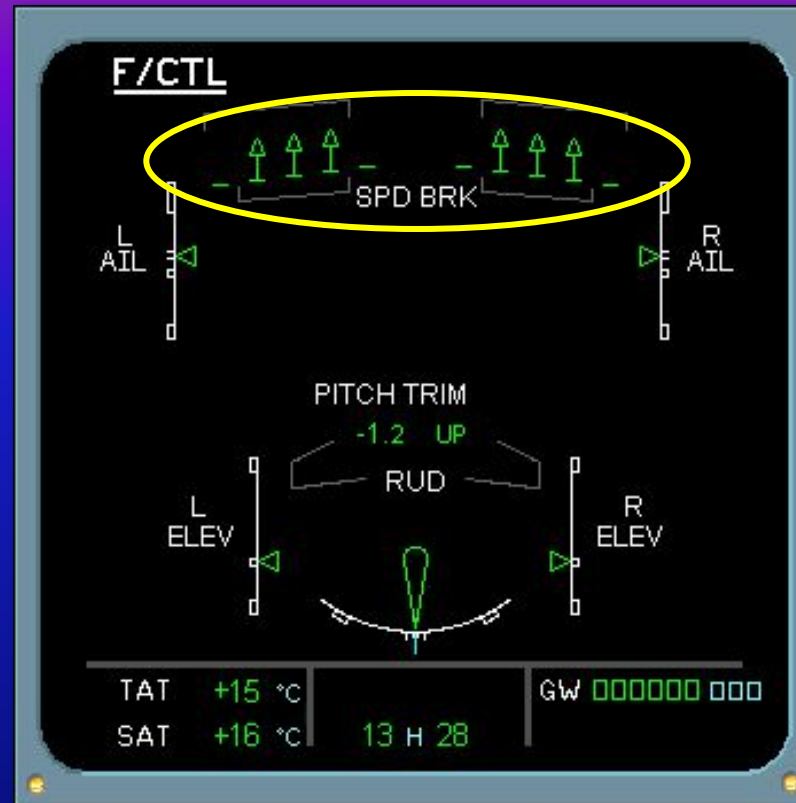 F/CTL
SPD BRK
L
AIL
R
AIL
PITCH TRIM
-1.2 UP
RUD
L
ELEV
R
ELEV
TAT +15 °C
GW
SAT +16 °C
13 H 28